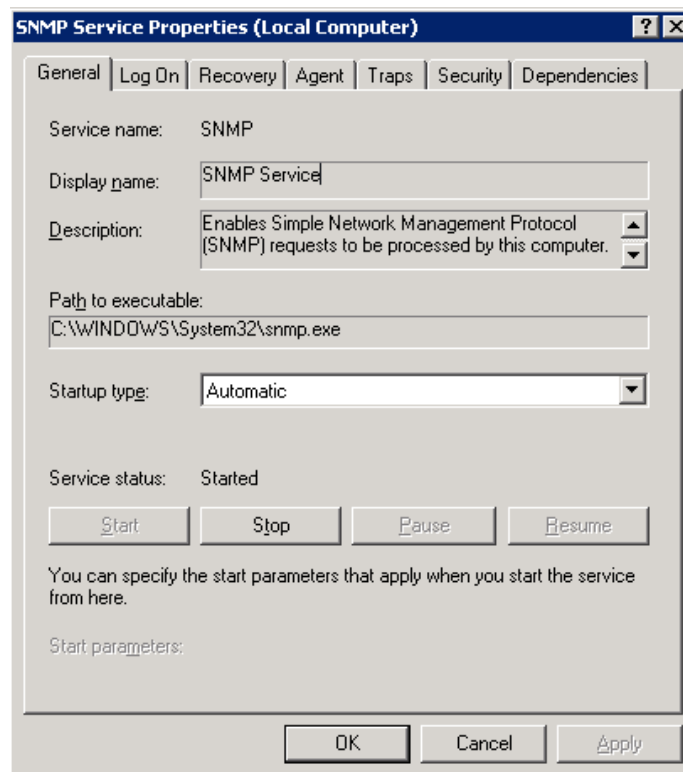 SNMP Service Properties (Local Computer)
General Log On Recovery Agent Traps Security Dependencies
Service name: SNMP
Display name: SNMP Service
Description: Enables Simple Network Management Protocol
(SNMP) requests to be processed by this computer.
Path to executable:
C:\WINDOWS\System32\snmp.exe
Startup type: Automatic
Service status: Started
Start Stop Pause Resume
You can specify the start parameters that apply when you start the service
from here.
Start parameters:
OK Cancel Apply